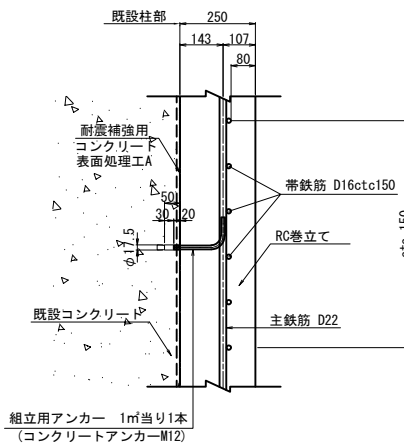 既設柱部
250
143
107
80
耐震補強用
コンクリート
表面処理工A
50
30
20
φ17.5
帯鉄筋 D16ctc150
RC巻立て
既設コンクリート
主鉄筋 D22
組立用アンカー 1㎡当り1本
(コンクリートアンカーM12)